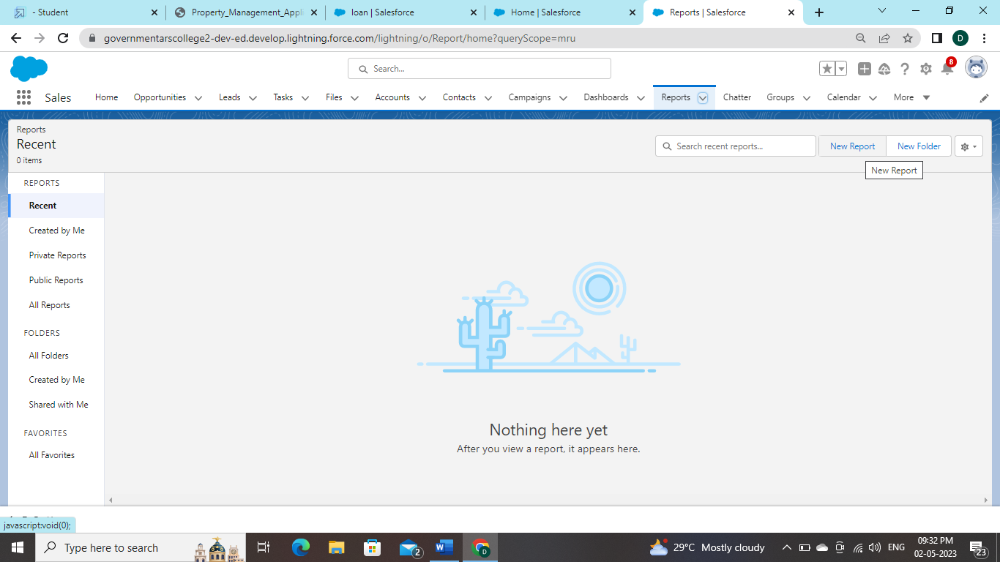 - Student
Property_Management_Appli
loan | Salesforce
Home | Salesforce
Reports | Salesforce
governmentarscollege2-dev-ed.develop.lightning.force.com/lightning/o/Report/home?queryScope=mru
D
Search...
8
Sales
Home
Opportunities
Leads
Tasks
Files
Accounts
Contacts
Campaigns
Dashboards
Reports
Chatter
Groups
Calendar
More
Reports
Recent
0 items
Search recent reports...
New Report
New Folder
New Report
REPORTS
Recent
Created by Me
Private Reports
Public Reports
All Reports
FOLDERS
All Folders
Created by Me
Shared with Me
FAVORITES
All Favorites
Nothing here yet
After you view a report, it appears here.
javascript:void(0);
Type here to search
2
W
D
29°C Mostly cloudy
ENG
09:32 PM
02-05-2023
23